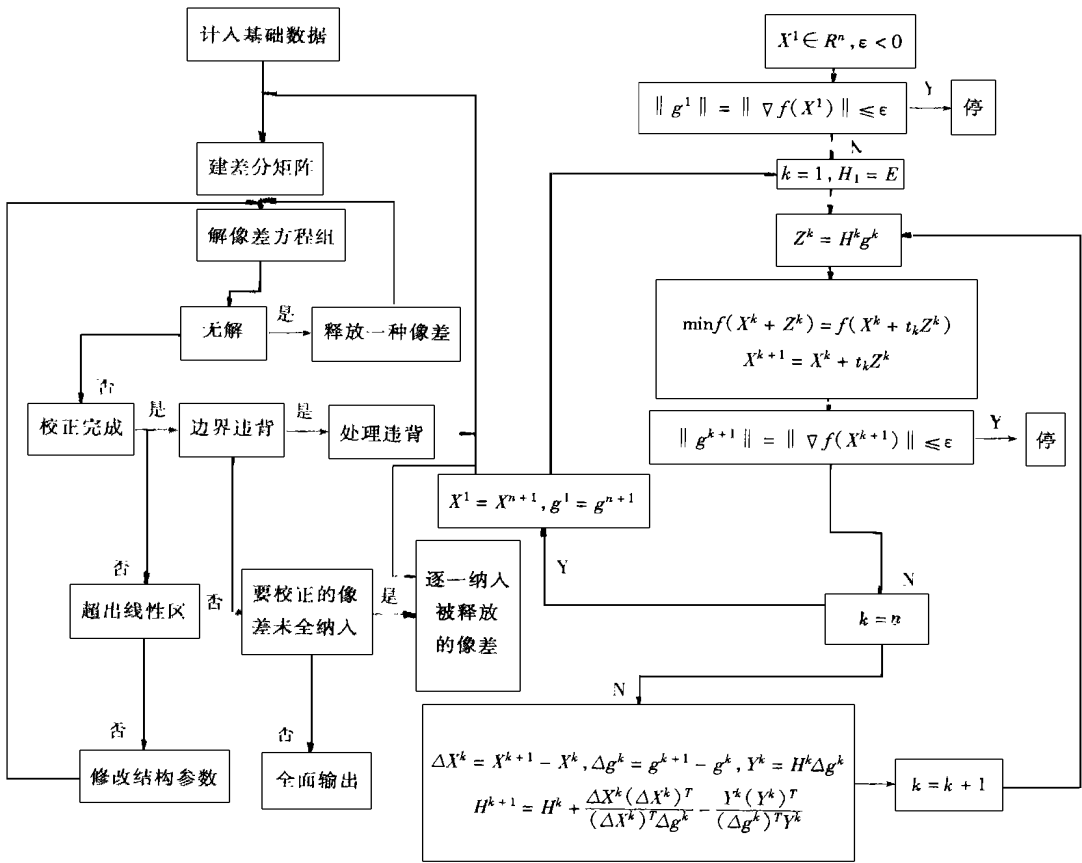 计入基础数据
建差分矩阵
解像差方程组
无解
是
释放一种像差
否
校正完成
是
边界违背
是
处理违背
否
超出线性区
否
要校正的像
差未全纳入
是
逐一纳入
被释放
的像差
否
修改结构参数
否
全面输出
X¹∈Rⁿ,ε<0
‖g¹‖=‖∇f(X¹)‖≤ε
Y
停
N
k=1,H₁=E
Zᵏ=Hᵏgᵏ
minf(Xᵏ+Zᵏ)=f(Xᵏ+tₖZᵏ)
Xᵏ⁺¹=Xᵏ+tₖZᵏ
‖gᵏ⁺¹‖=‖∇f(Xᵏ⁺¹)‖≤ε
Y
停
X¹=Xⁿ⁺¹,g¹=gⁿ⁺¹
Y
N
k=n
N
ΔXᵏ=Xᵏ⁺¹-Xᵏ,Δgᵏ=gᵏ⁺¹-gᵏ,Yᵏ=HᵏΔgᵏ
Hᵏ⁺¹=Hᵏ+ΔXᵏ(ΔXᵏ)ᵀ/(ΔXᵏ)ᵀΔgᵏ-Yᵏ(Yᵏ)ᵀ/(Δgᵏ)ᵀYᵏ
k=k+1